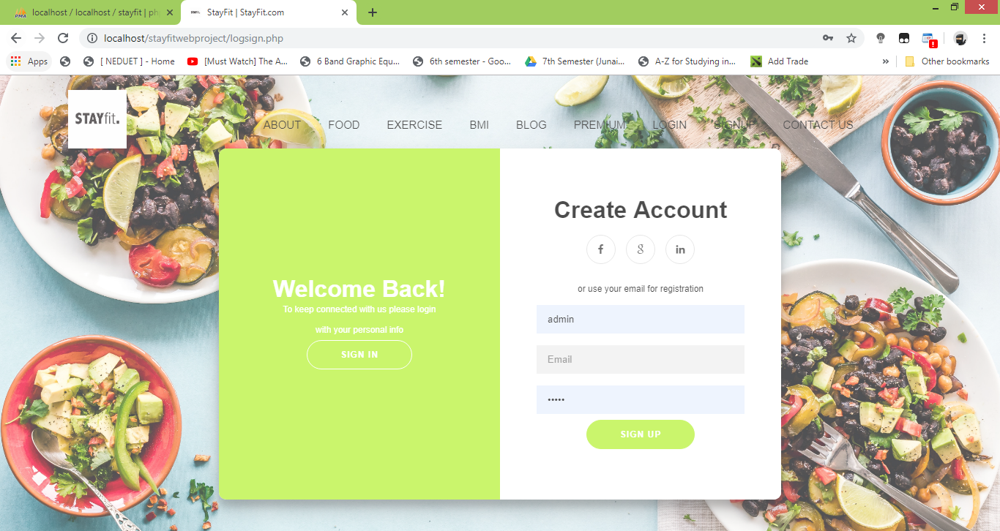 localhost / localhost / stayfit | ph
StayFit | StayFit.com
localhost/stayfitwebproject/logsign.php
Apps
[ NEDUET ] - Home
[Must Watch] The A...
6 Band Graphic Equ...
6th semester - Goo...
7th Semester (Junai...
A-Z for Studying in...
Add Trade
»
Other bookmarks
STAYfit.
ABOUT FOOD EXERCISE BMI BLOG PREMIUM LOGIN SIGNUP CONTACT US
Welcome Back!
To keep connected with us please login
with your personal info
SIGN IN
Create Account
or use your email for registration
admin
Email
•••••
SIGN UP